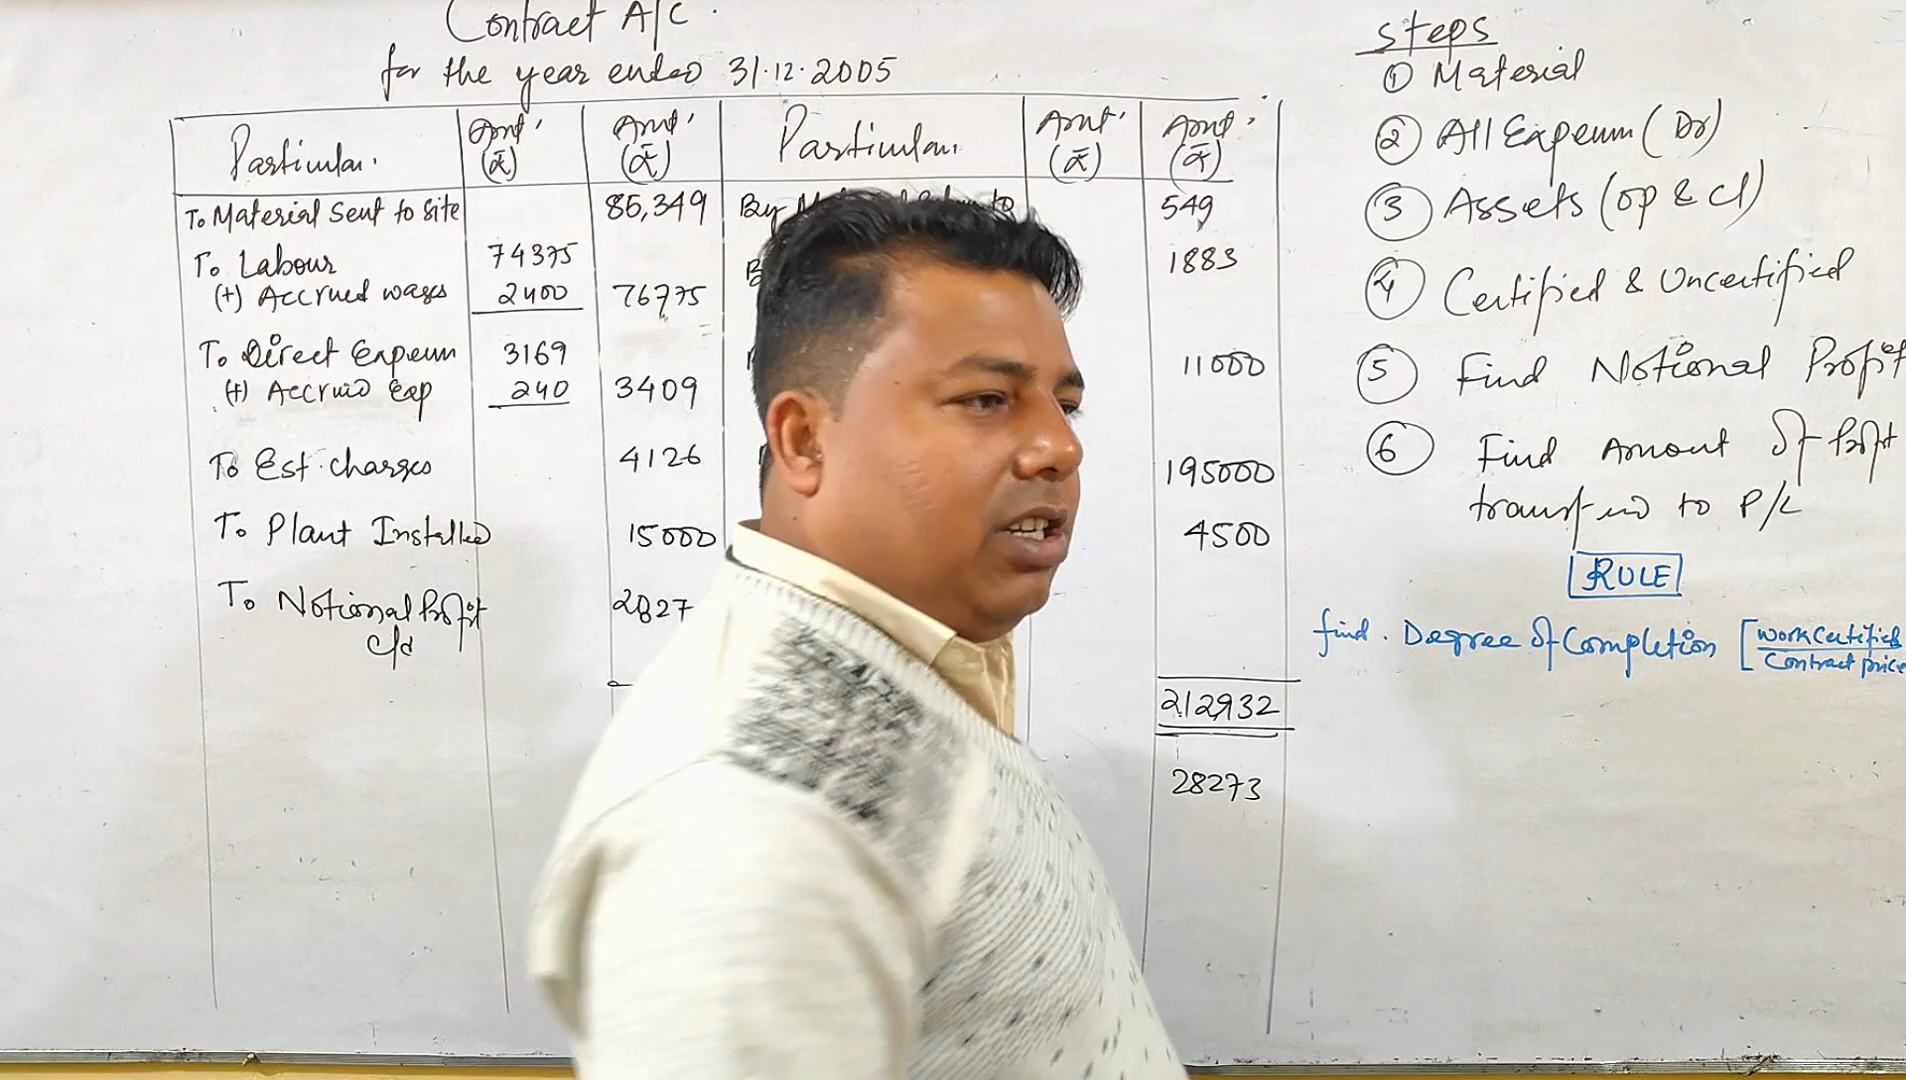 Contract A/C.
for the year ended 31.12.2005
Particular. Amt. (₹) Amt. (₹) Particular. Amt. (₹) Amt. (₹)
To Material Sent to Site 85,349 By to 549
To Labour 74375 1883
(+) Accrued wages 2400 76775
To Direct Expenses 3169 11000
(+) Accrued Exp 240 3409
To Est. charges 4126 195000
To Plant Installed 15000 4500
To Notional Profit 2827
c/d
212932
28273
Steps
① Material
② All Expenses (Dr)
③ Assets (op & cl)
④ Certified & Uncertified
⑤ Find Notional Profit
⑥ Find Amount of Profit
transferred to P/L
RULE
find. Degree of Completion [Work Certified
Contract price